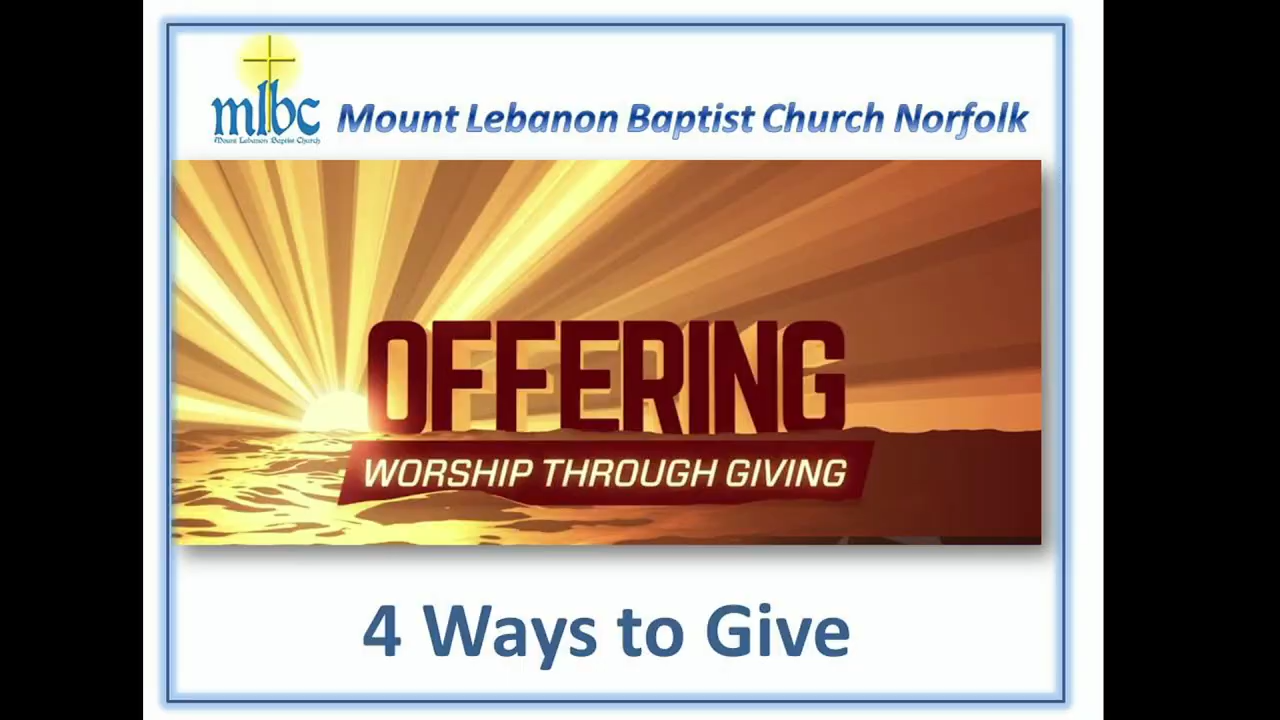 mlbc
Mount Lebanon Baptist Church
Mount Lebanon Baptist Church Norfolk
OFFERING
WORSHIP THROUGH GIVING
4 Ways to Give